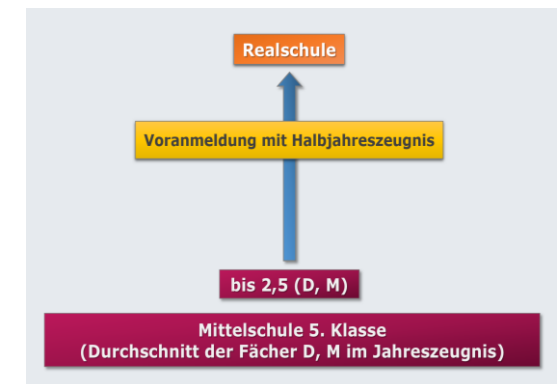 Realschule
Voranmeldung mit Halbjahreszeugnis
bis 2,5 (D, M)
Mittelschule 5. Klasse
(Durchschnitt der Fächer D, M im Jahreszeugnis)